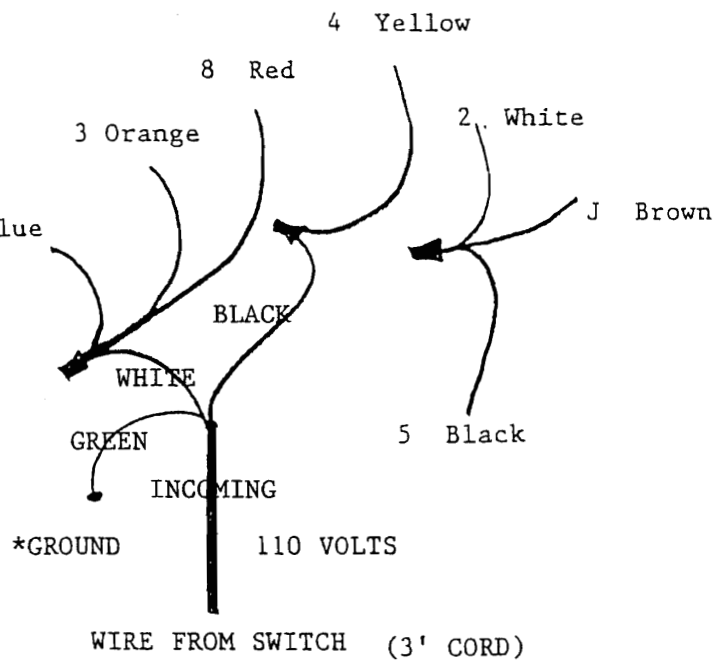 4 Yellow
8 Red
3 Orange
2. White
J Brown
lue
BLACK
WHITE
GREEN
5 Black
INCOMING
*GROUND
110 VOLTS
WIRE FROM SWITCH (3' CORD)